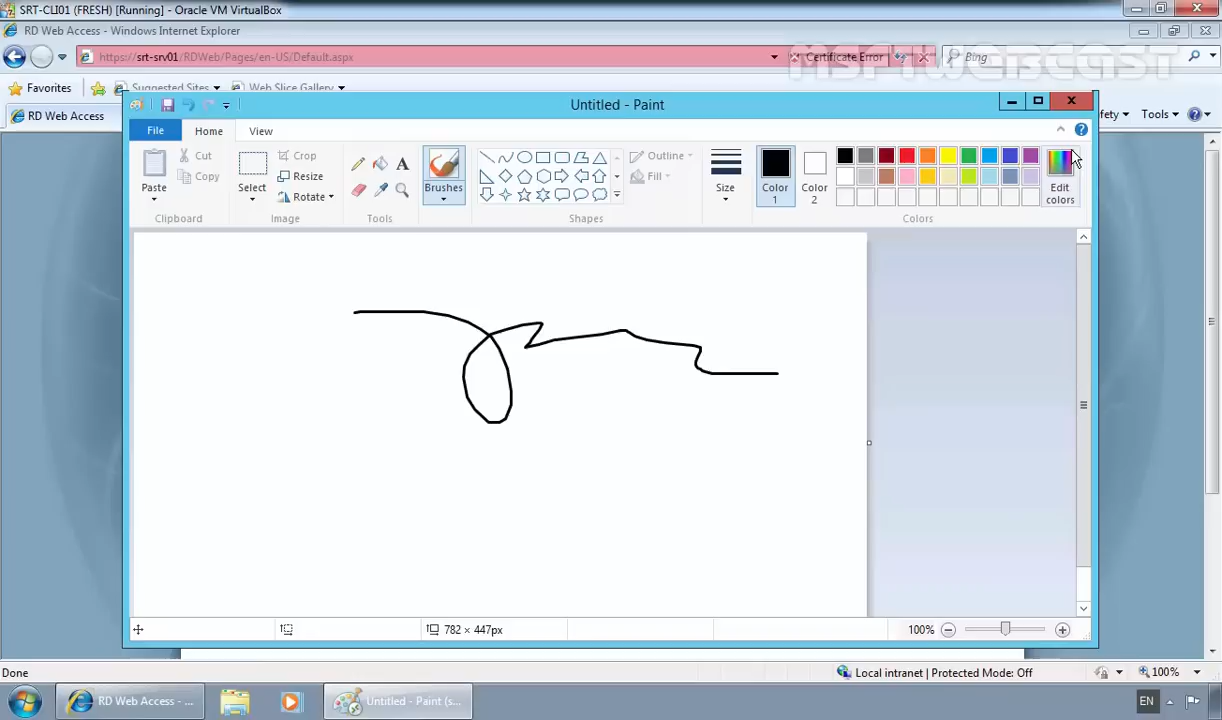 SRT-CLI01 (FRESH) [Running] - Oracle VM VirtualBox
RD Web Access - Windows Internet Explorer
https://srt-srv01/RDWeb/Pages/en-US/Default.aspx
Certificate Error
Bing
MSFTWEBCAST
Favorites
Suggested Sites
Web Slice Gallery
RD Web Access
Tools
Untitled - Paint
File
Home
View
Paste
Cut
Copy
Clipboard
Select
Crop
Resize
Rotate
Image
A
Tools
Brushes
Outline
Fill
Shapes
Size
Color
1
Color
2
Edit
colors
Colors
782 × 447px
100%
Done
Local intranet | Protected Mode: Off
100%
RD Web Access - ...
Untitled - Paint (s...
EN